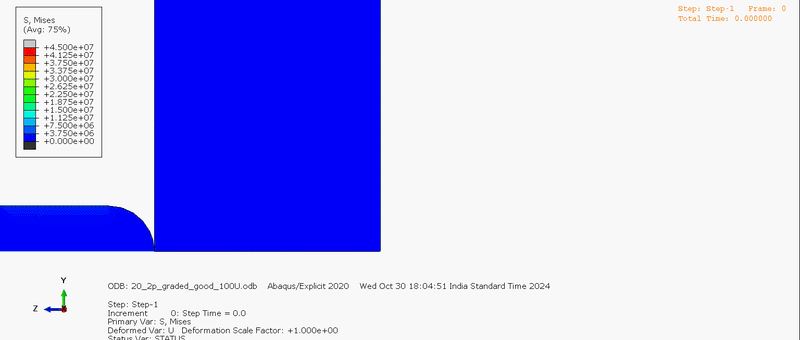 S, Mises
(Avg: 75%)
+4.500e+07
+4.125e+07
+3.750e+07
+3.375e+07
+3.000e+07
+2.625e+07
+2.250e+07
+1.875e+07
+1.500e+07
+1.125e+07
+7.500e+06
+3.750e+06
+0.000e+00
Step: Step-1 Frame: 0
Total Time: 0.000000
Y
Z
ODB: 20_2p_graded_good_100U.odb Abaqus/Explicit 2020 Wed Oct 30 18:04:51 India Standard Time 2024
Step: Step-1
Increment 0: Step Time = 0.0
Primary Var: S, Mises
Deformed Var: U Deformation Scale Factor: +1.000e+00
Status Var: STATUS